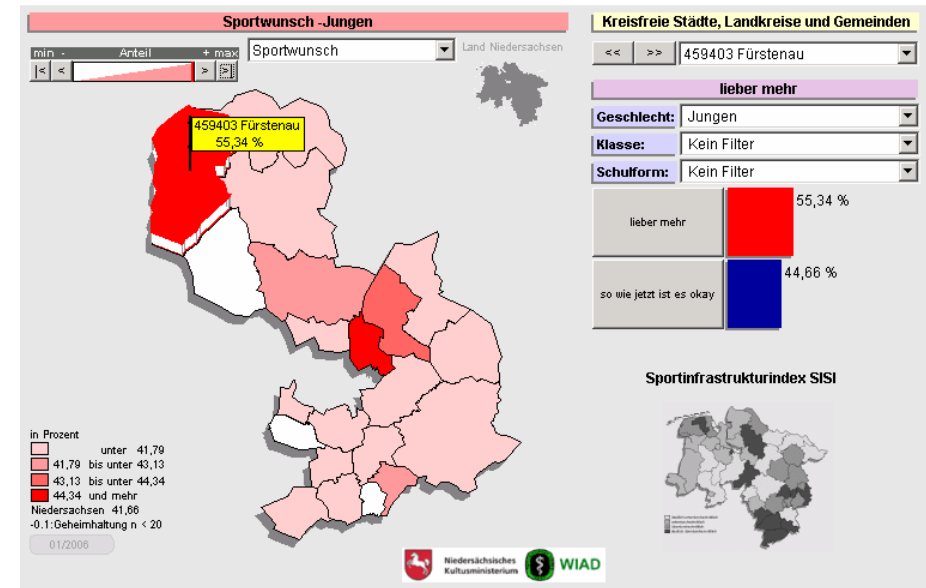 Sportwunsch -Jungen
min - Anteil + max
|< < > >|
Sportwunsch
Land Niedersachsen
459403 Fürstenau
55,34 %
in Prozent
unter 41,79
41,79 bis unter 43,13
43,13 bis unter 44,34
44,34 und mehr
Niedersachsen 41,66
-0.1:Geheimhaltung n < 20
01/2006
Kreisfreie Städte, Landkreise und Gemeinden
<< >> 459403 Fürstenau
lieber mehr
Geschlecht: Jungen
Klasse: Kein Filter
Schulform: Kein Filter
lieber mehr 55,34 %
so wie jetzt ist es okay 44,66 %
Sportinfrastrukturindex SISI
Niedersächsisches
Kultusministerium
WIAD